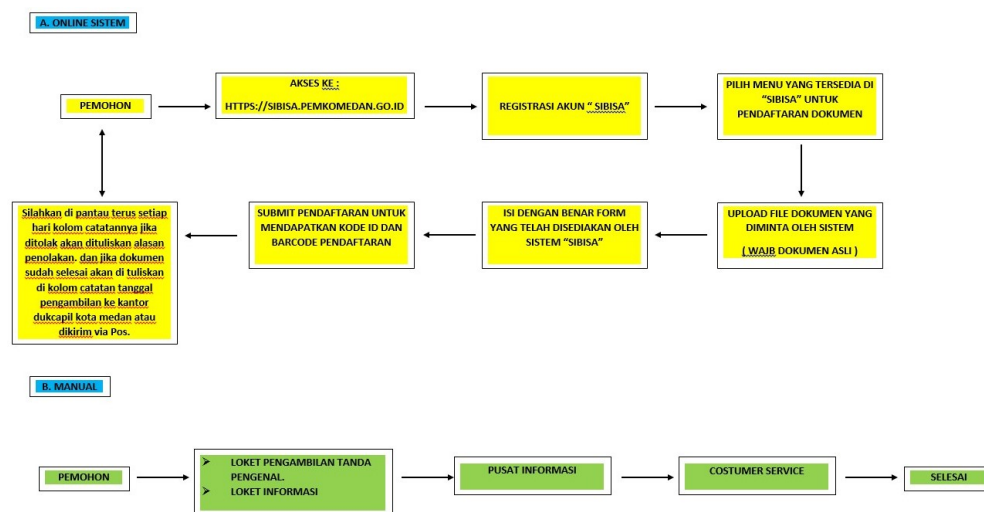 A. ONLINE SISTEM
PEMOHON
AKSES KE :
HTTPS://SIBISA.PEMKOMEDAN.GO.ID
REGISTRASI AKUN “ SIBISA”
PILIH MENU YANG TERSEDIA DI
“SIBISA” UNTUK
PENDAFTARAN DOKUMEN
UPLOAD FILE DOKUMEN YANG
DIMINTA OLEH SISTEM
( WAJB DOKUMEN ASLI )
ISI DENGAN BENAR FORM
YANG TELAH DISEDIAKAN OLEH
SISTEM “SIBISA”
SUBMIT PENDAFTARAN UNTUK
MENDAPATKAN KODE ID DAN
BARCODE PENDAFTARAN
Silahkan di pantau terus setiap
hari kolom catatannya jika
ditolak akan dituliskan alasan
penolakan. dan jika dokumen
sudah selesai akan di tuliskan
di kolom catatan tanggal
pengambilan ke kantor
dukcapil kota medan atau
dikirim via Pos.
B. MANUAL
PEMOHON
➢ LOKET PENGAMBILAN TANDA
PENGENAL.
➢ LOKET INFORMASI
PUSAT INFORMASI
COSTUMER SERVICE
SELESAI